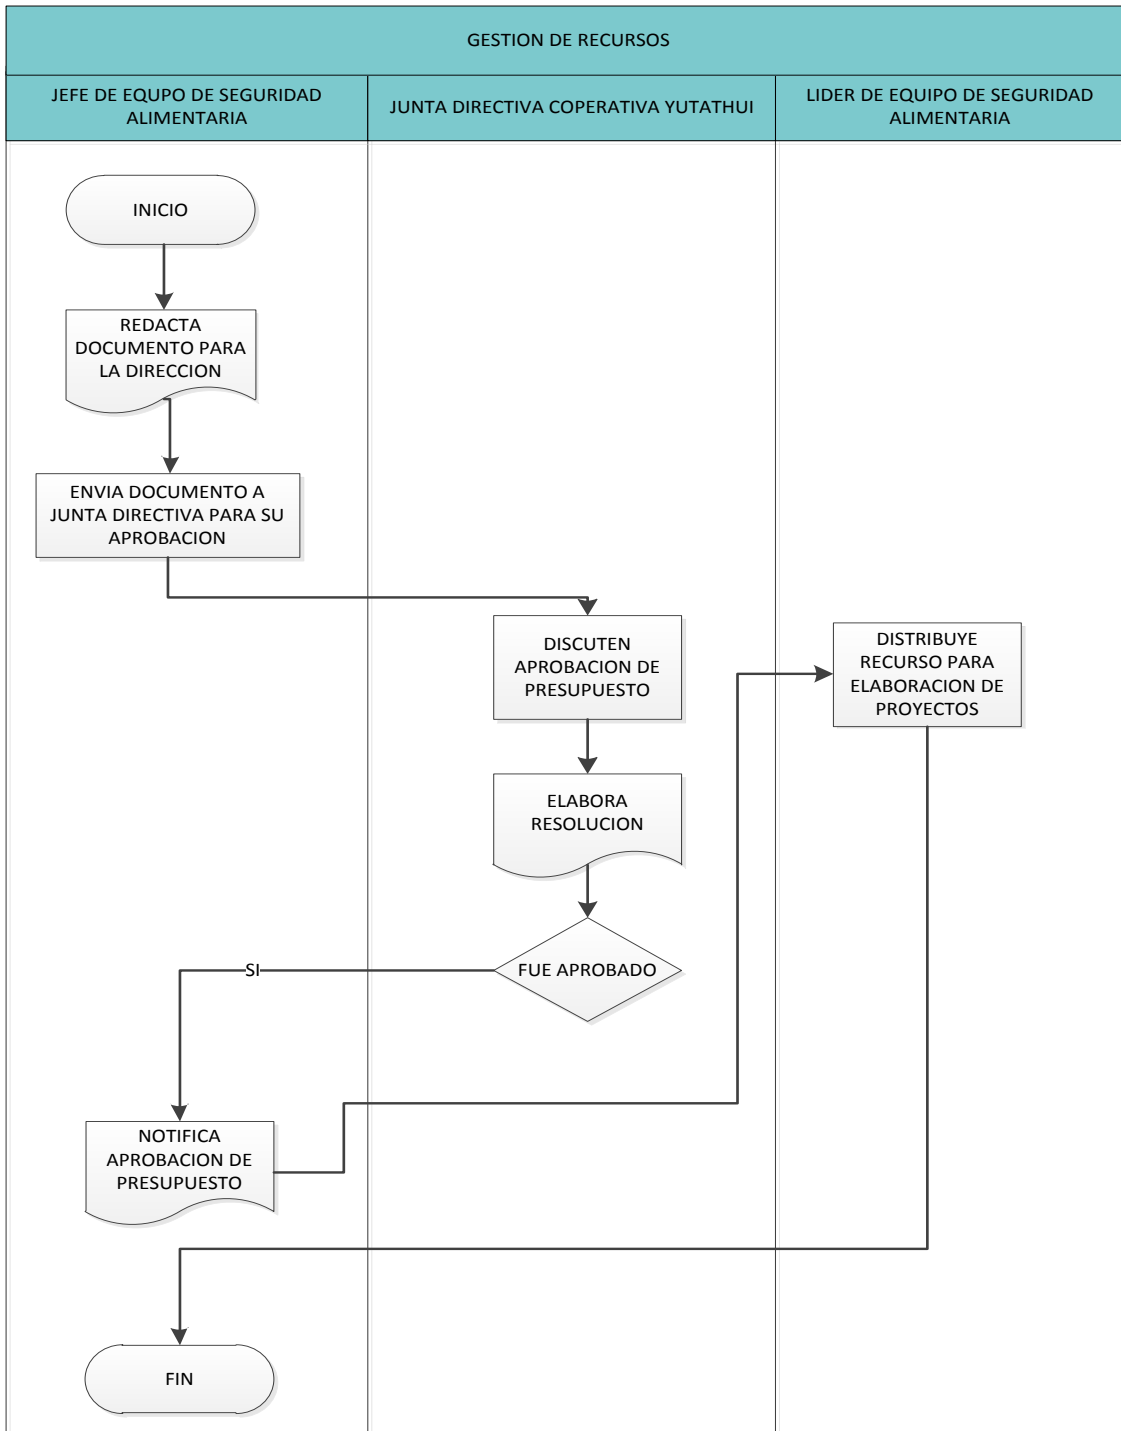 GESTION DE RECURSOS
JEFE DE EQUPO DE SEGURIDAD
ALIMENTARIA
JUNTA DIRECTIVA COPERATIVA YUTATHUI
LIDER DE EQUIPO DE SEGURIDAD
ALIMENTARIA
INICIO
REDACTA
DOCUMENTO PARA
LA DIRECCION
ENVIA DOCUMENTO A
JUNTA DIRECTIVA PARA SU
APROBACION
DISCUTEN
APROBACION DE
PRESUPUESTO
DISTRIBUYE
RECURSO PARA
ELABORACION DE
PROYECTOS
ELABORA
RESOLUCION
FUE APROBADO
SI
NOTIFICA
APROBACION DE
PRESUPUESTO
FIN